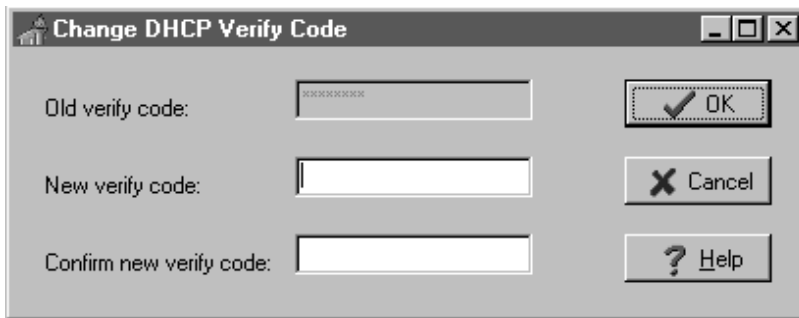 Change DHCP Verify Code
Old verify code: ******** OK
New verify code: Cancel
Confirm new verify code: Help